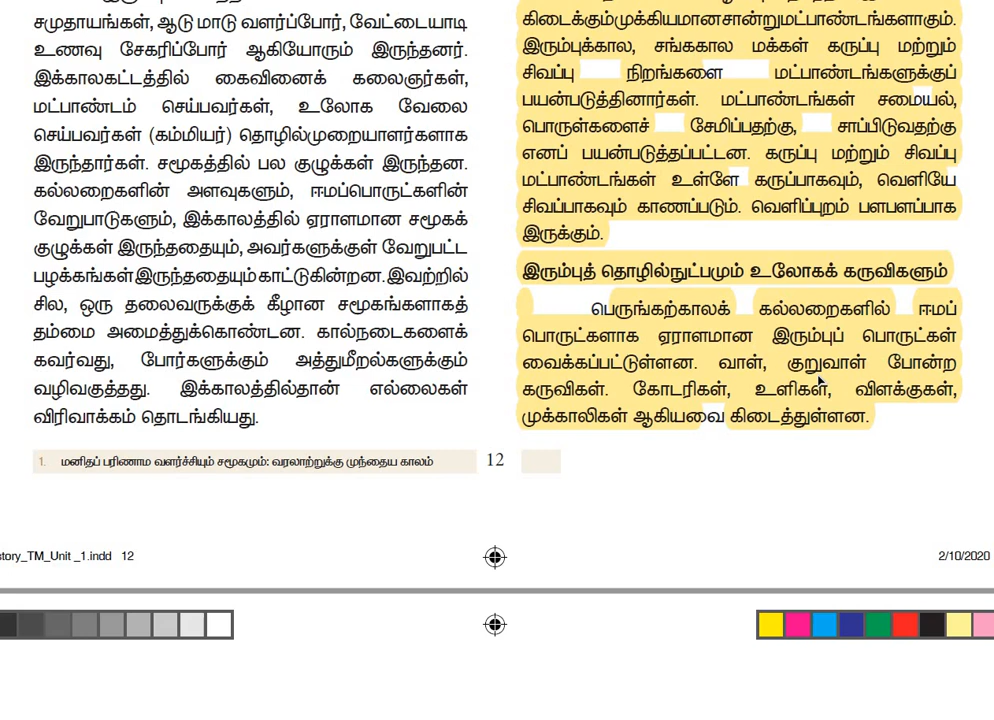 சமுதாயங்கள், ஆடு மாடு வளர்ப்போர், வேட்டையாடி
உணவு சேகரிப்போர் ஆகியோரும் இருந்தனர்.
இக்காலகட்டத்தில் கைவினைக் கலைஞர்கள்,
மட்பாண்டம் செய்பவர்கள், உலோக வேலை
செய்பவர்கள் (கம்மியர்) தொழில்முறையாளர்களாக
இருந்தார்கள். சமூகத்தில் பல குழுக்கள் இருந்தன.
கல்லறைகளின் அளவுகளும், ஈமப்பொருட்களின்
வேறுபாடுகளும், இக்காலத்தில் ஏராளமான சமூகக்
குழுக்கள் இருந்ததையும், அவர்களுக்குள் வேறுபட்ட
பழக்கங்கள் இருந்ததையும் காட்டுகின்றன. இவற்றில்
சில, ஒரு தலைவருக்குக் கீழான சமூகங்களாகத்
தம்மை அமைத்துக்கொண்டன. கால்நடைகளைக்
கவர்வது, போர்களுக்கும் அத்துமீறல்களுக்கும்
வழிவகுத்தது. இக்காலத்தில்தான் எல்லைகள்
விரிவாக்கம் தொடங்கியது.
கிடைக்கும் முக்கியமான சான்று மட்பாண்டங்களாகும்.
இரும்புக்கால, சங்ககால மக்கள் கருப்பு மற்றும்
சிவப்பு நிறங்களை மட்பாண்டங்களுக்குப்
பயன்படுத்தினார்கள். மட்பாண்டங்கள் சமையல்,
பொருள்களைச் சேமிப்பதற்கு, சாப்பிடுவதற்கு
எனப் பயன்படுத்தப்பட்டன. கருப்பு மற்றும் சிவப்பு
மட்பாண்டங்கள் உள்ளே கருப்பாகவும், வெளியே
சிவப்பாகவும் காணப்படும். வெளிப்புறம் பளபளப்பாக
இருக்கும்.
இரும்புத் தொழில்நுட்பமும் உலோகக் கருவிகளும்
பெருங்கற்காலக் கல்லறைகளில் ஈமப்
பொருட்களாக ஏராளமான இரும்புப் பொருட்கள்
வைக்கப்பட்டுள்ளன. வாள், குறுவாள் போன்ற
கருவிகள். கோடரிகள், உளிகள், விளக்குகள்,
முக்காலிகள் ஆகியவை கிடைத்துள்ளன.
1. மனிதப் பரிணாம வளர்ச்சியும் சமூகமும்: வரலாற்றுக்கு முந்தைய காலம் 12
story_TM_Unit _1.indd 12 2/10/2020